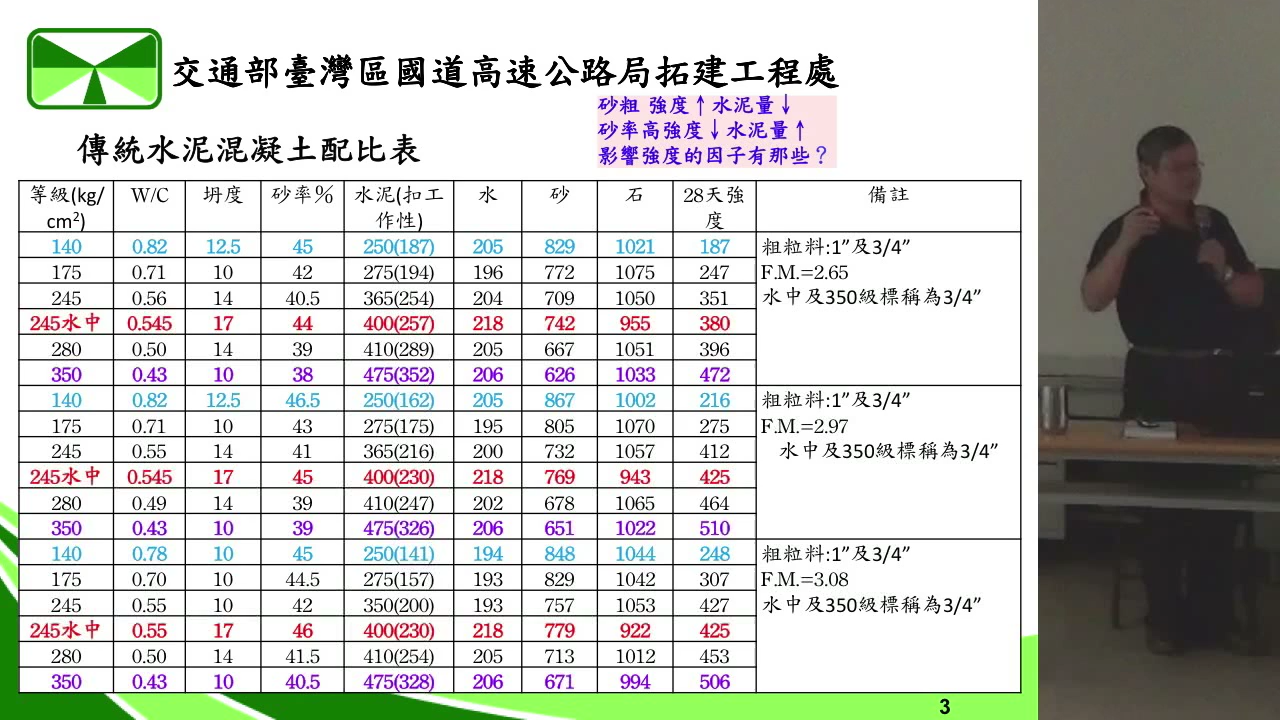 交通部臺灣區國道高速公路局拓建工程處
砂粗 強度↑水泥量↓
砂率高強度↓水泥量↑
影響強度的因子有那些？
傳統水泥混凝土配比表
等級(kg/cm²) W/C 坍度 砂率% 水泥(扣工作性) 水 砂 石 28天強度 備註
140 0.82 12.5 45 250(187) 205 829 1021 187 粗粒料:1”及3/4”
175 0.71 10 42 275(194) 196 772 1075 247 F.M.=2.65
245 0.56 14 40.5 365(254) 204 709 1050 351 水中及350級標稱為3/4”
245水中 0.545 17 44 400(257) 218 742 955 380
280 0.50 14 39 410(289) 205 667 1051 396
350 0.43 10 38 475(352) 206 626 1033 472
140 0.82 12.5 46.5 250(162) 205 867 1002 216 粗粒料:1”及3/4”
175 0.71 10 43 275(175) 195 805 1070 275 F.M.=2.97
245 0.55 14 41 365(216) 200 732 1057 412 水中及350級標稱為3/4”
245水中 0.545 17 45 400(230) 218 769 943 425
280 0.49 14 39 410(247) 202 678 1065 464
350 0.43 10 39 475(326) 206 651 1022 510
140 0.78 10 45 250(141) 194 848 1044 248 粗粒料:1”及3/4”
175 0.70 10 44.5 275(157) 193 829 1042 307 F.M.=3.08
245 0.55 10 42 350(200) 193 757 1053 427 水中及350級標稱為3/4”
245水中 0.55 17 46 400(230) 218 779 922 425
280 0.50 14 41.5 410(254) 205 713 1012 453
350 0.43 10 40.5 475(328) 206 671 994 506
3